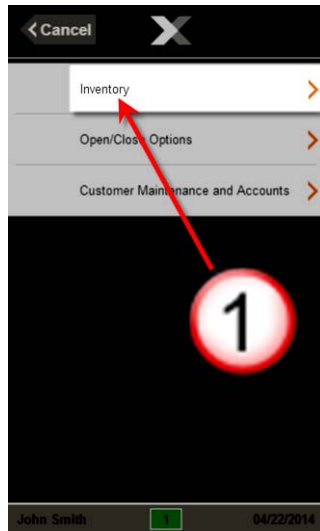 Cancel
Inventory
Open/Close Options
Customer Maintenance and Accounts
1
John Smith 1 04/22/2014